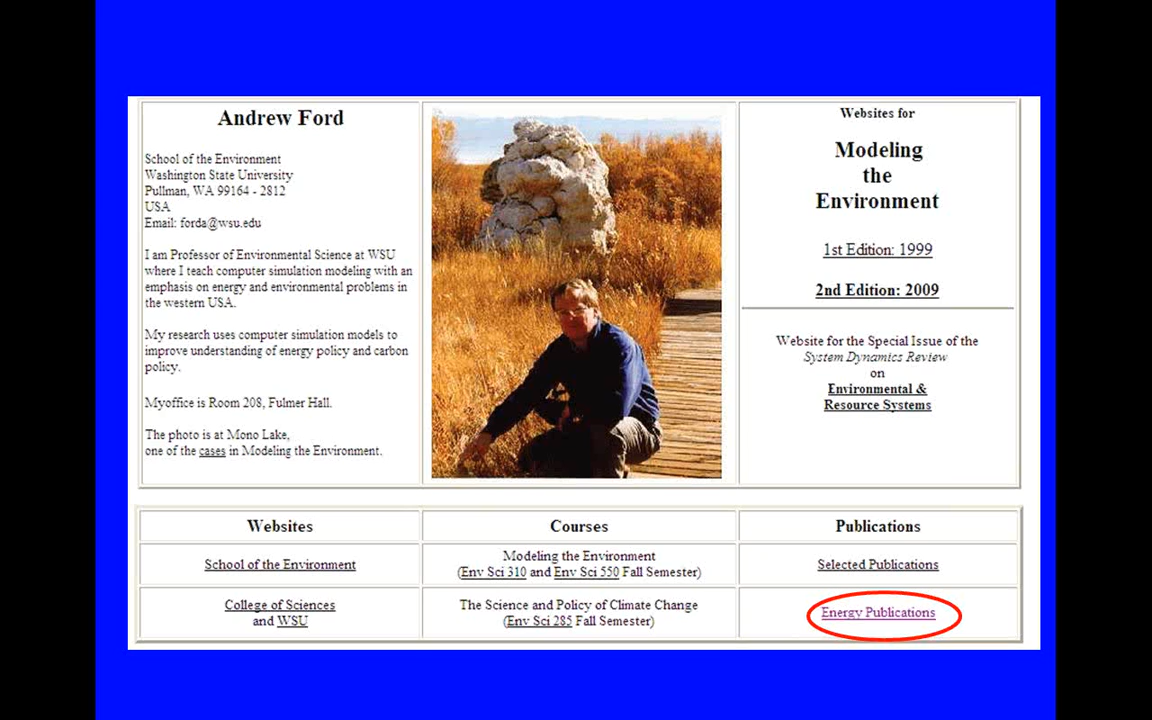 Andrew Ford
School of the Environment
Washington State University
Pullman, WA 99164 - 2812
USA
Email: forda@wsu.edu
I am Professor of Environmental Science at WSU
where I teach computer simulation modeling with an
emphasis on energy and environmental problems in
the western USA.
My research uses computer simulation models to
improve understanding of energy policy and carbon
policy.
Myoffice is Room 208, Fulmer Hall.
The photo is at Mono Lake,
one of the cases in Modeling the Environment.
Websites for
Modeling
the
Environment
1st Edition: 1999
2nd Edition: 2009
Website for the Special Issue of the
System Dynamics Review
on
Environmental &
Resource Systems
Websites
Courses
Publications
School of the Environment
Modeling the Environment
(Env Sci 310 and Env Sci 550 Fall Semester)
Selected Publications
College of Sciences
and WSU
The Science and Policy of Climate Change
(Env Sci 285 Fall Semester)
Energy Publications